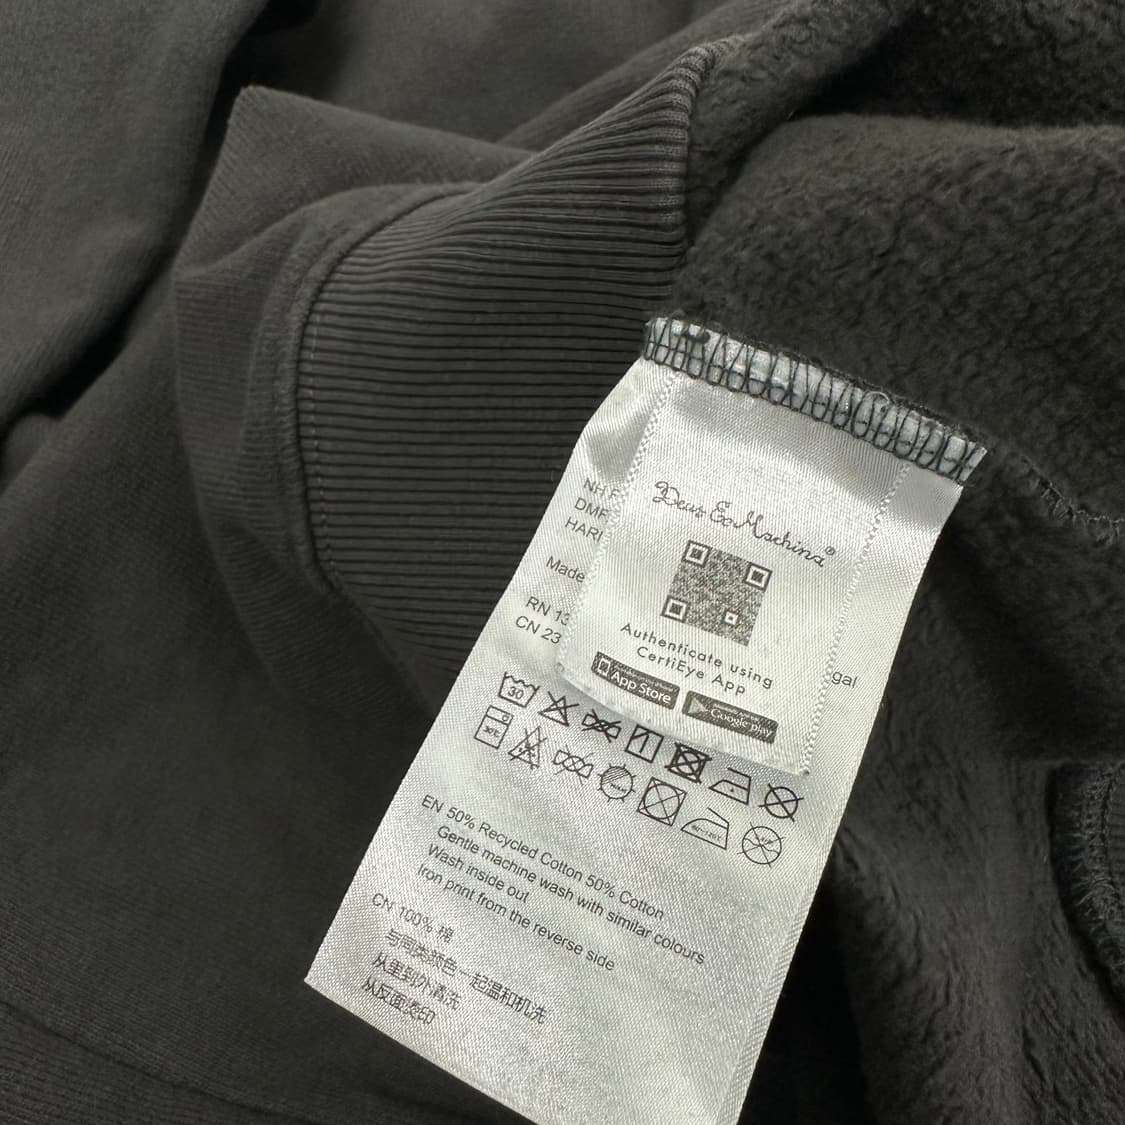 Deus Ex Machina®
Authenticate using
CertiEye App
App Store
Google play
NH
DMF
HARI
Made
gal
RN 13
CN 23
30
EN 50% Recycled Cotton 50% Cotton
Gentle machine wash with similar colours
Wash inside out
Iron print from the reverse side
CN 100% 棉
与同类颜色一起温和机洗
从里到外清洗
从反面烫印